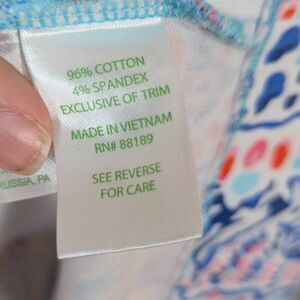 96% COTTON
4% SPANDEX
EXCLUSIVE OF TRIM
MADE IN VIETNAM
RN# 88189
SEE REVERSE
FOR CARE
RUSSIA, PA